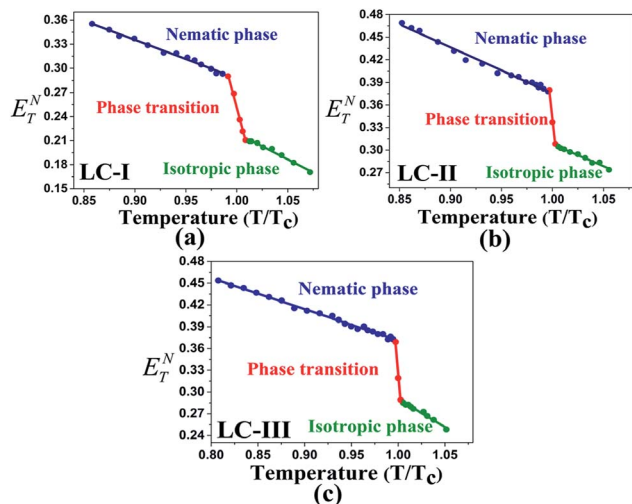 0.36
0.33
0.30
0.27
0.24
0.21
0.18
0.15
E_T^N
Nematic phase
Phase transition
Isotropic phase
LC-I
0.85 0.90 0.95 1.00 1.05
Temperature (T/Tc)
(a)
0.48
0.45
0.42
0.39
0.36
0.33
0.30
0.27
E_T^N
Nematic phase
Phase transition
Isotropic phase
LC-II
0.85 0.90 0.95 1.00 1.05
Temperature (T/Tc)
(b)
0.48
0.45
0.42
0.39
0.36
0.33
0.30
0.27
0.24
E_T^N
Nematic phase
Phase transition
Isotropic phase
LC-III
0.80 0.85 0.90 0.95 1.00 1.05
Temperature (T/Tc)
(c)